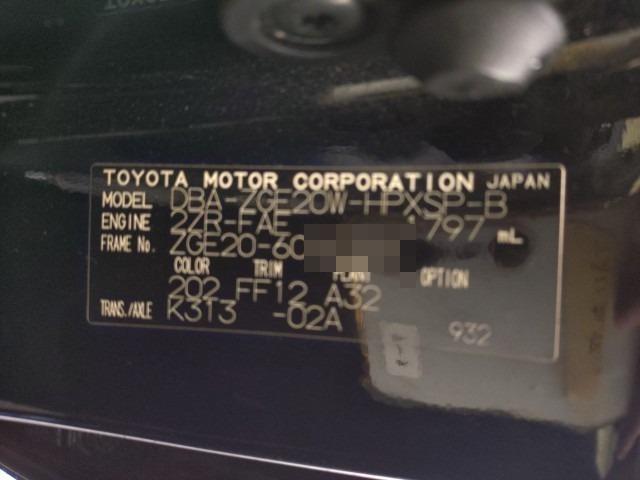 TOYOTA MOTOR CORPORATION JAPAN
MODEL DBA-ZGE20W-HPXSP-B
ENGINE 2ZR-FAE 1797 mL
FRAME No. ZGE20-60
COLOR TRIM PLANT OPTION
202 FF12 A32
TRANS./AXLE K313 -02A
932